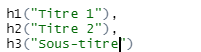 h1("Titre 1"),
h2("Titre 2"),
h3("Sous-titre")